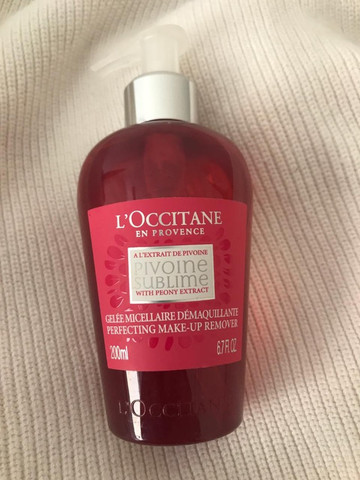 L'OCCITANE
EN PROVENCE
A L'EXTRAIT DE PIVOINE
PIVOINE
SUBLIME
WITH PEONY EXTRACT
GELÉE MICELLAIRE DÉMAQUILLANTE
PERFECTING MAKE-UP REMOVER
200ml 6.7 FL.OZ.
L'OCCITANE